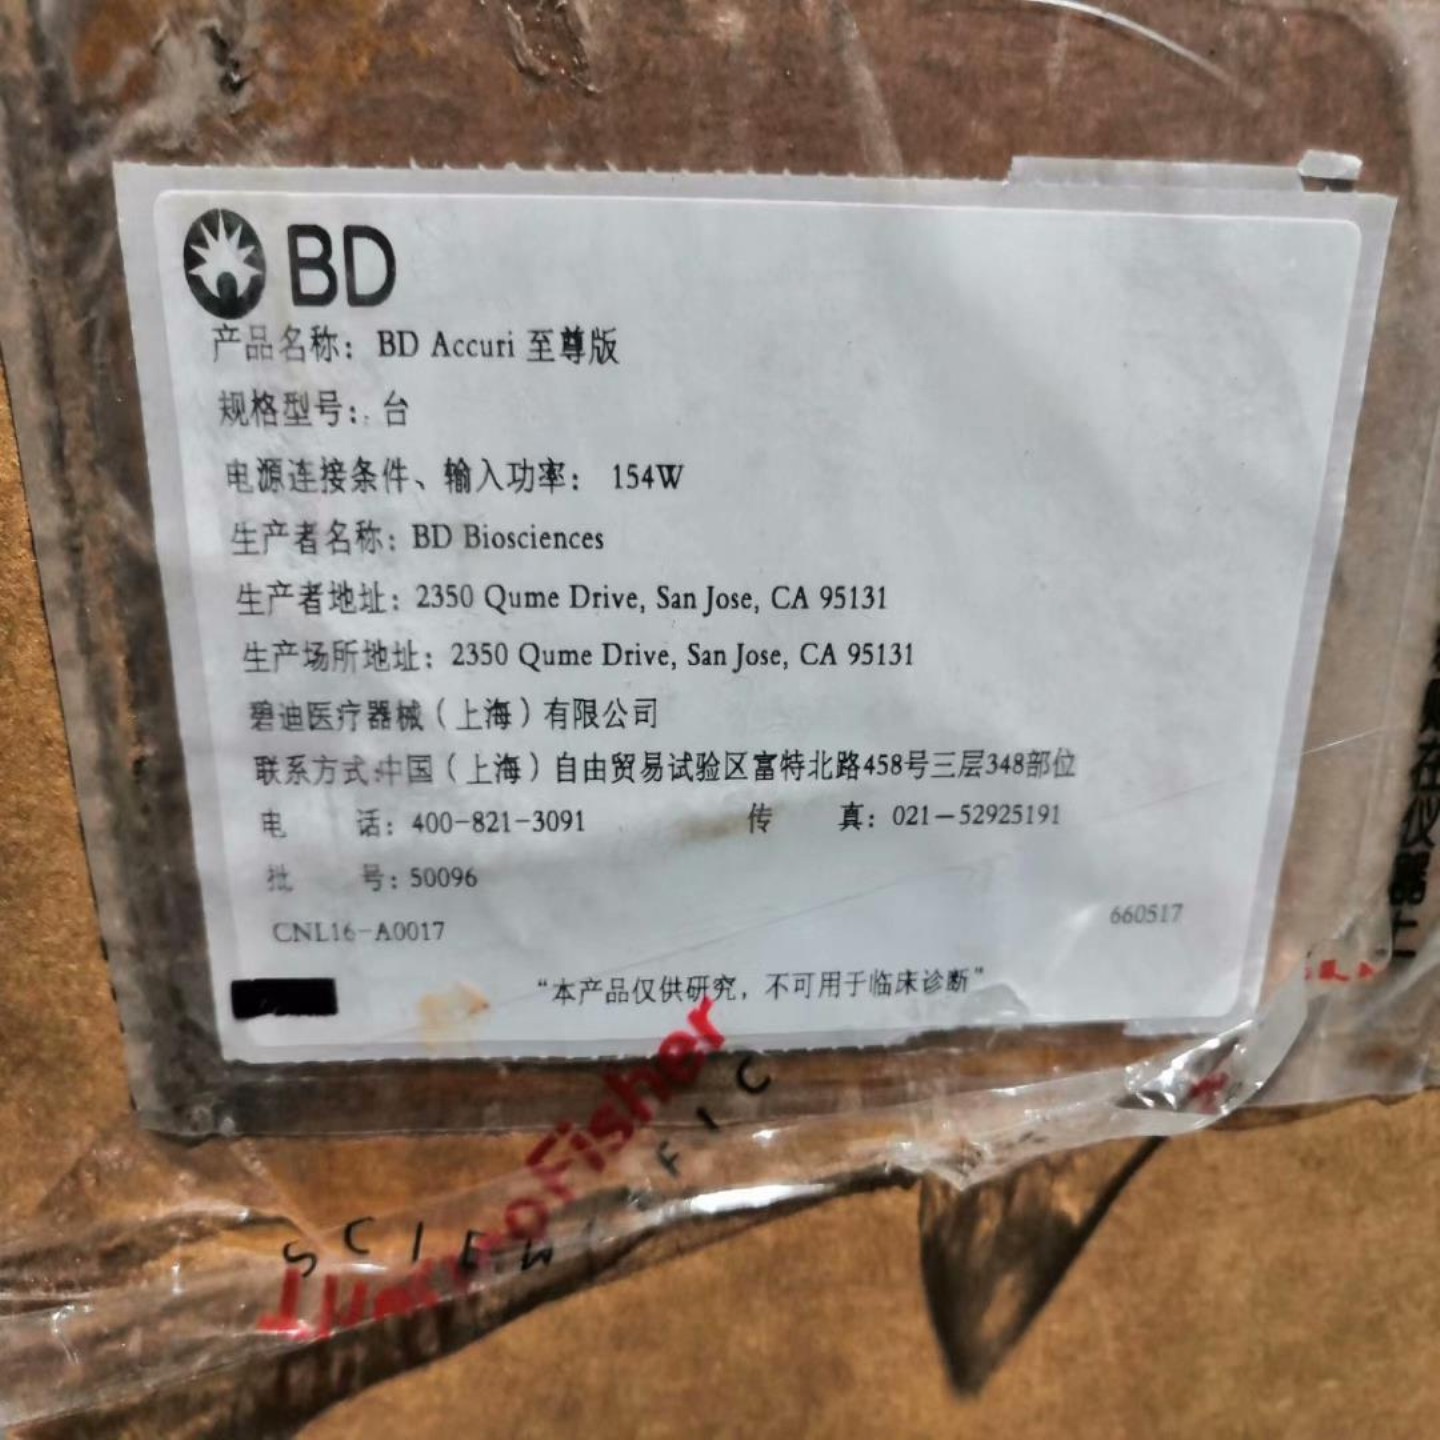 BD
产品名称：BD Accuri 至尊版
规格型号：台
电源连接条件、输入功率：154W
生产者名称：BD Biosciences
生产者地址：2350 Qume Drive, San Jose, CA 95131
生产场所地址：2350 Qume Drive, San Jose, CA 95131
碧迪医疗器械（上海）有限公司
联系方式:中国（上海）自由贸易试验区富特北路458号三层348部位
电 话：400-821-3091 传 真：021—52925191
批 号：50096
CNL16-A0017 660517
“本产品仅供研究，不可用于临床诊断”
ThermoFisher
SCIENTIFIC